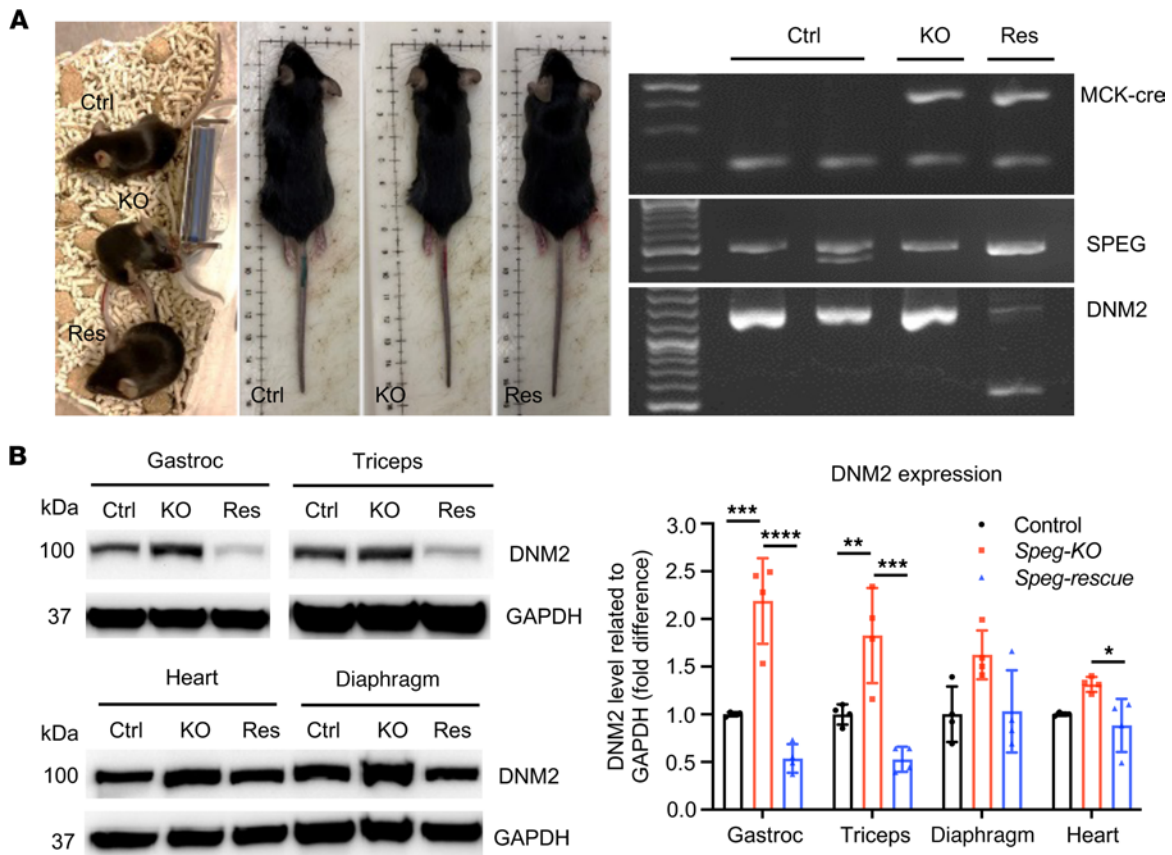 A
Ctrl
KO
Res
Ctrl
KO
Res
Ctrl KO Res
MCK-cre
SPEG
DNM2
B
Gastroc Triceps
kDa Ctrl KO Res Ctrl KO Res
100 DNM2
37 GAPDH
Heart Diaphragm
kDa Ctrl KO Res Ctrl KO Res
100 DNM2
37 GAPDH
DNM2 expression
DNM2 level related to
GAPDH (fold difference)
3.0
2.5
2.0
1.5
1.0
0.5
0.0
*** **** ** *** *
Control
Speg-KO
Speg-rescue
Gastroc Triceps Diaphragm Heart